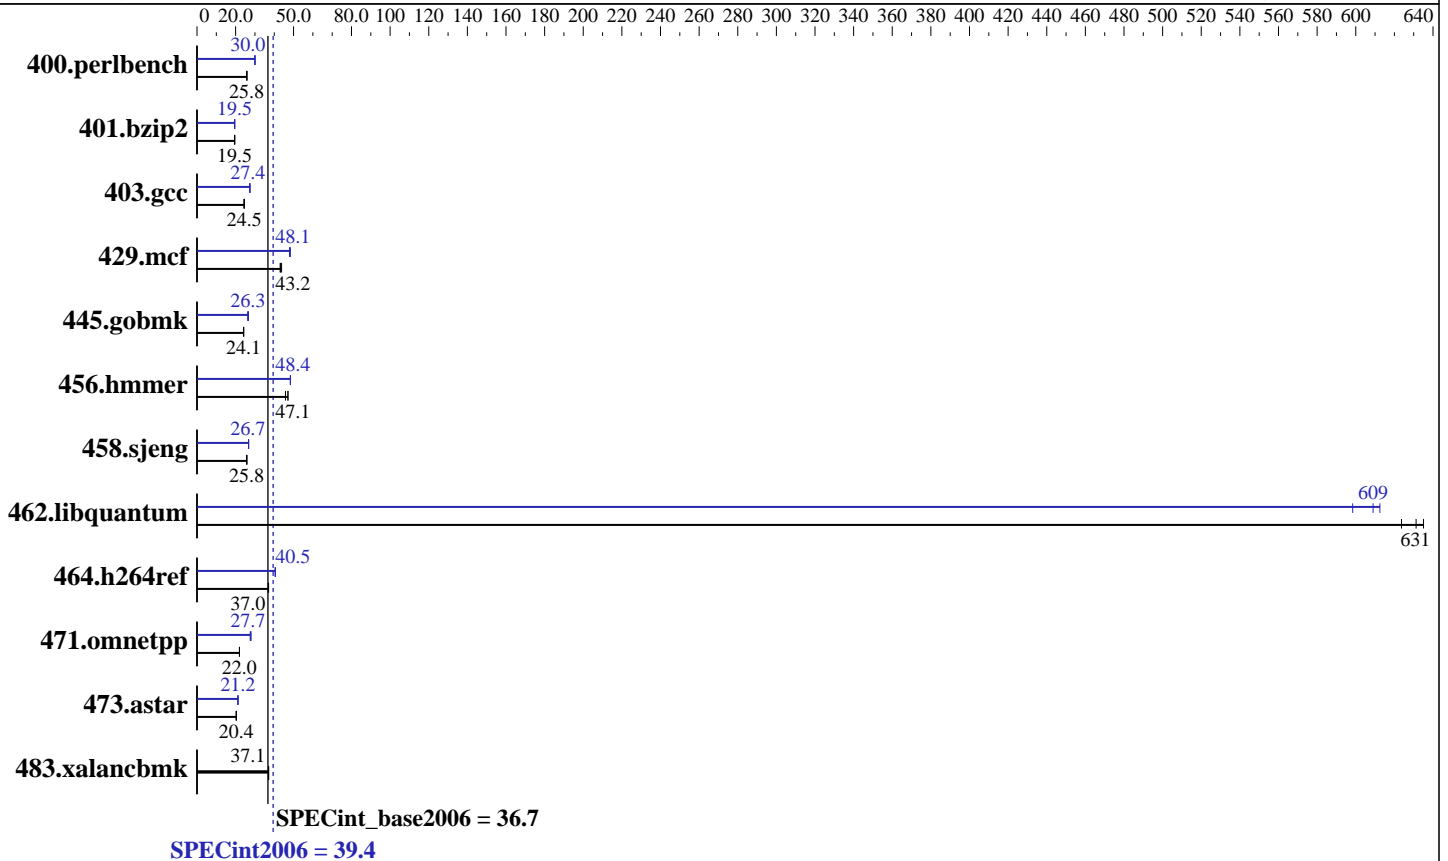 0 20.0 50.0 80.0 100 120 140 160 180 200 220 240 260 280 300 320 340 360 380 400 420 440 460 480 500 520 540 560 580 600 640
30.0
400.perlbench
25.8
19.5
401.bzip2
19.5
27.4
403.gcc
24.5
48.1
429.mcf
43.2
26.3
445.gobmk
24.1
48.4
456.hmmer
47.1
26.7
458.sjeng
25.8
609
462.libquantum
631
40.5
464.h264ref
37.0
27.7
471.omnetpp
22.0
21.2
473.astar
20.4
37.1
483.xalancbmk
SPECint_base2006 = 36.7
SPECint2006 = 39.4